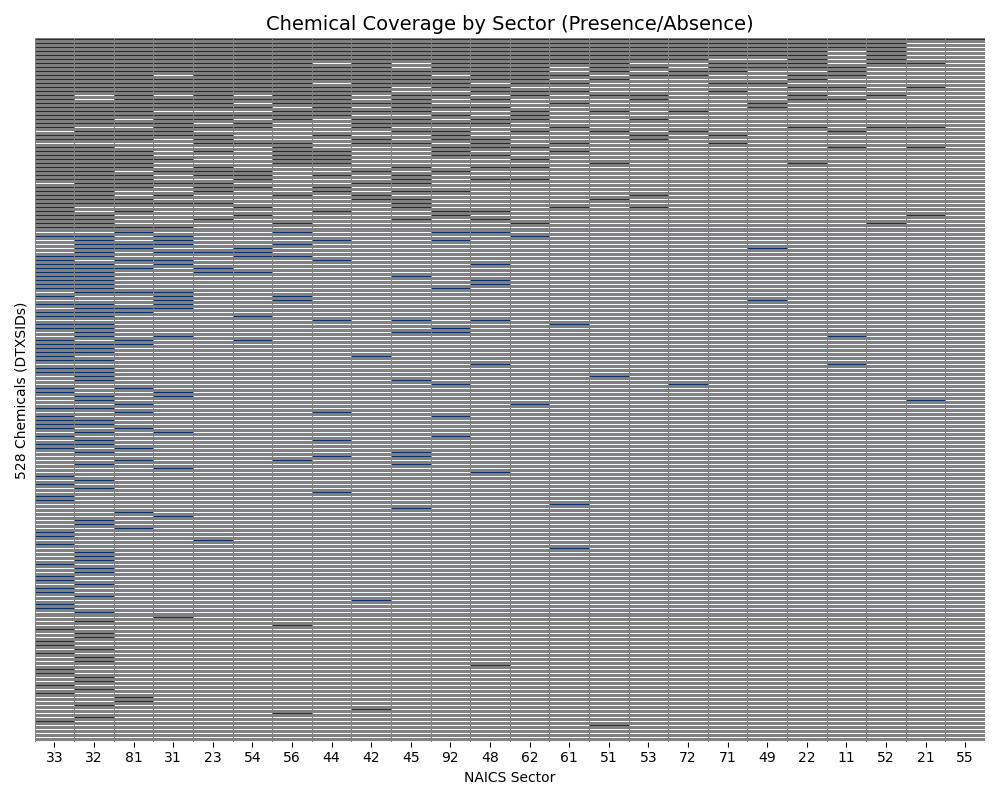 Chemical Coverage by Sector (Presence/Absence)
528 Chemicals (DTXSIDs)
33 32 81 31 23 54 56 44 42 45 92 48 62 61 51 53 72 71 49 22 11 52 21 55
NAICS Sector